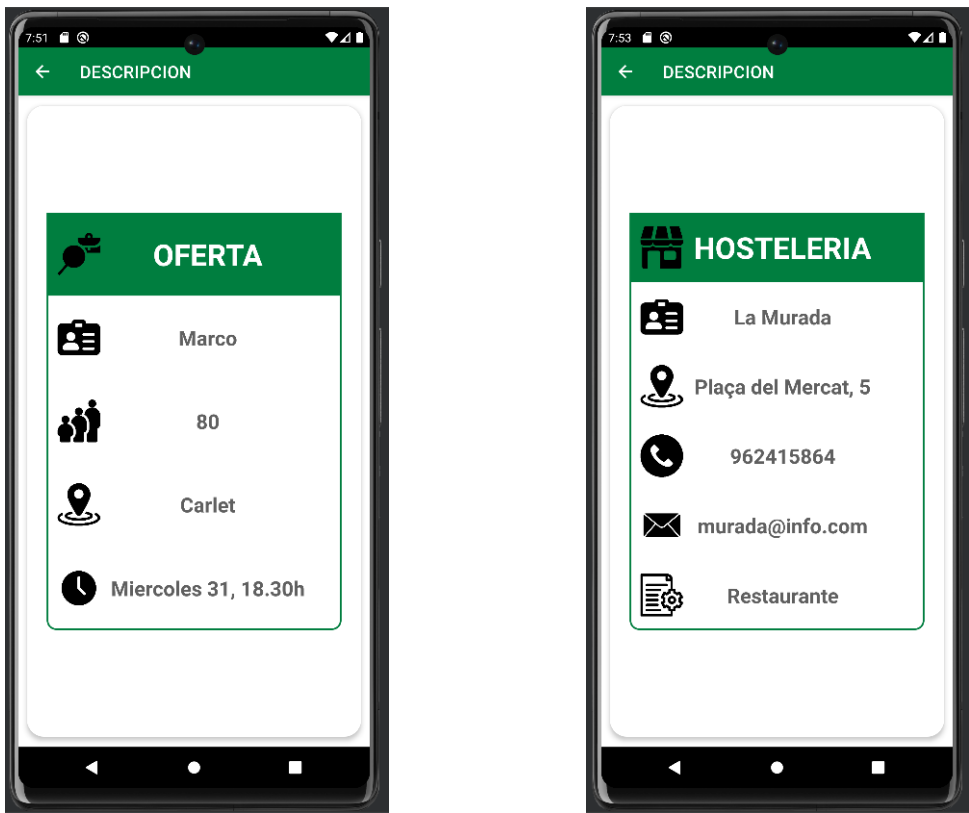 7:51
DESCRIPCION
OFERTA
Marco
80
Carlet
Miercoles 31, 18.30h
7:53
DESCRIPCION
HOSTELERIA
La Murada
Plaça del Mercat, 5
962415864
murada@info.com
Restaurante